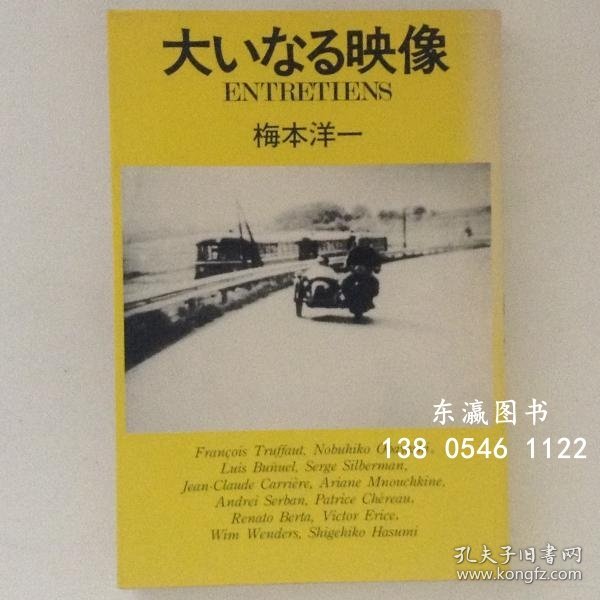 大いなる映像
ENTRETIENS
梅本洋一
东瀛图书
138 0546 1122
François Truffaut, Nobuhiko
Luis Buñuel, Serge Silberman,
Jean-Claude Carrière, Ariane Mnouchkine,
Andrei Serban, Patrice Chéreau,
Renato Berta, Victor Erice,
Wim Wenders, Shigehiko Hasumi
孔夫子旧书网
www.kongfz.com